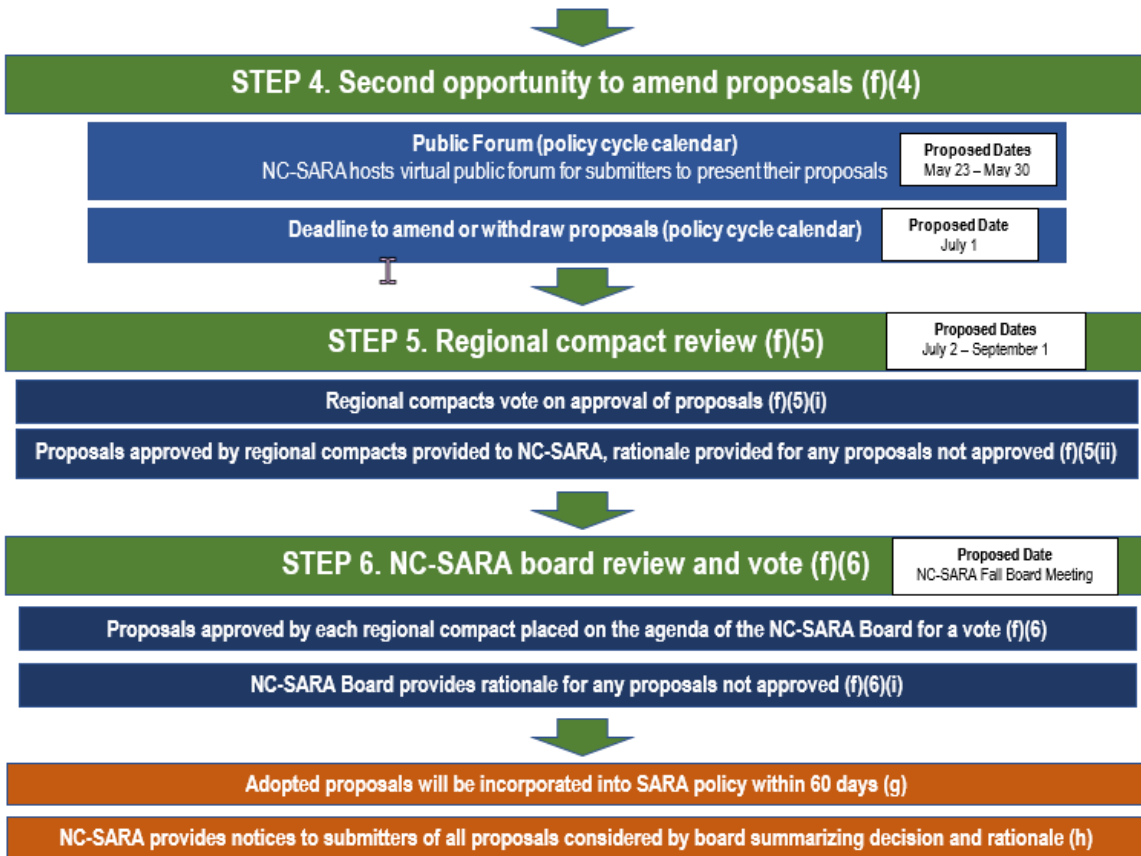 STEP 4. Second opportunity to amend proposals (f)(4)
Public Forum (policy cycle calendar)
NC-SARA hosts virtual public forum for submitters to present their proposals
Proposed Dates
May 23 – May 30
Deadline to amend or withdraw proposals (policy cycle calendar)
Proposed Date
July 1
STEP 5. Regional compact review (f)(5)
Proposed Dates
July 2 – September 1
Regional compacts vote on approval of proposals (f)(5)(i)
Proposals approved by regional compacts provided to NC-SARA, rationale provided for any proposals not approved (f)(5(ii)
STEP 6. NC-SARA board review and vote (f)(6)
Proposed Date
NC-SARA Fall Board Meeting
Proposals approved by each regional compact placed on the agenda of the NC-SARA Board for a vote (f)(6)
NC-SARA Board provides rationale for any proposals not approved (f)(6)(i)
Adopted proposals will be incorporated into SARA policy within 60 days (g)
NC-SARA provides notices to submitters of all proposals considered by board summarizing decision and rationale (h)